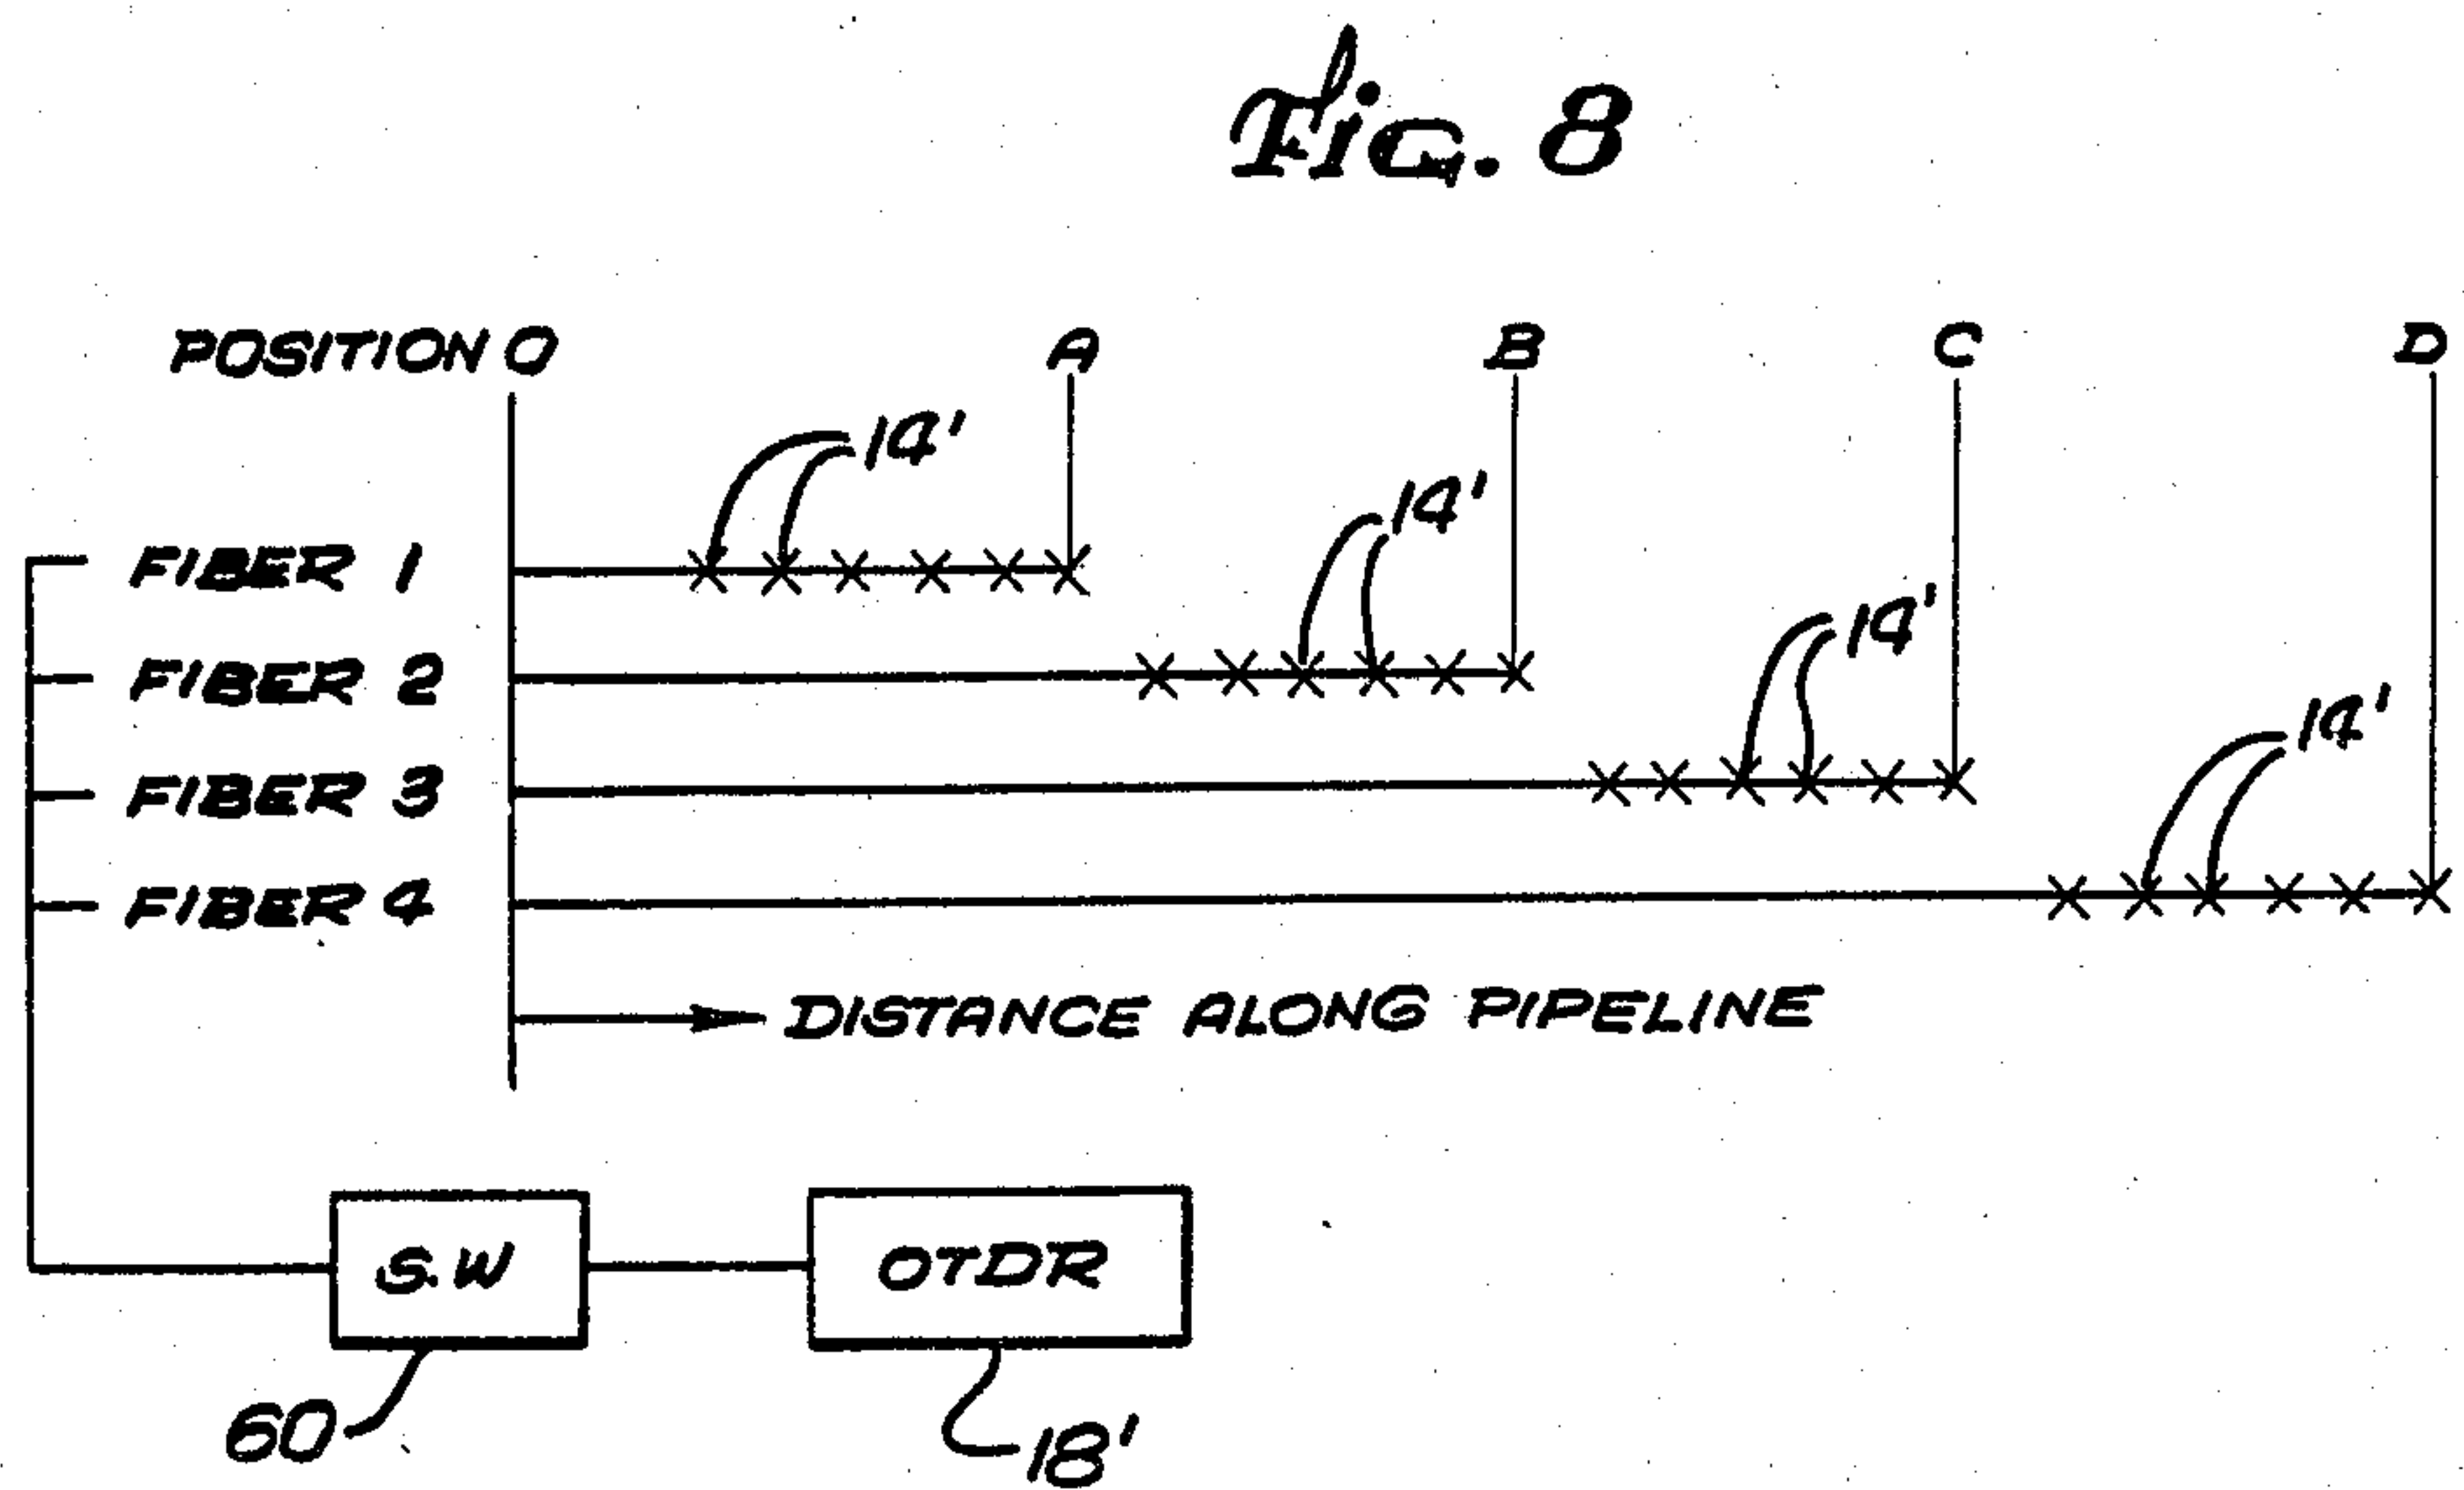 Fig. 8
POSITION O A B C D
14'
14'
FIBER 1
14'
FIBER 2
14'
FIBER 3
FIBER 4
DISTANCE ALONG PIPELINE
S.W OTDR
60 18'